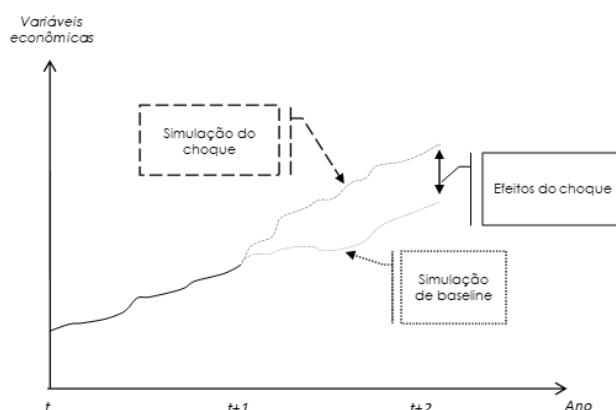 Variáveis
econômicas
Simulação do
choque
Efeitos do choque
Simulação
de baseline
t
t+1
t+2
Ano